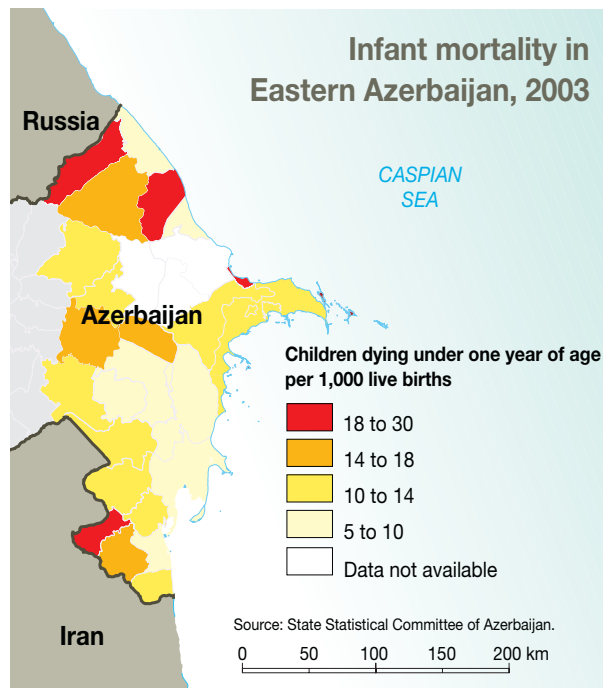 Infant mortality in
Eastern Azerbaijan, 2003
Russia
CASPIAN
SEA
Azerbaijan
Children dying under one year of age
per 1,000 live births
18 to 30
14 to 18
10 to 14
5 to 10
Data not available
Iran
Source: State Statistical Committee of Azerbaijan.
0 50 100 150 200 km